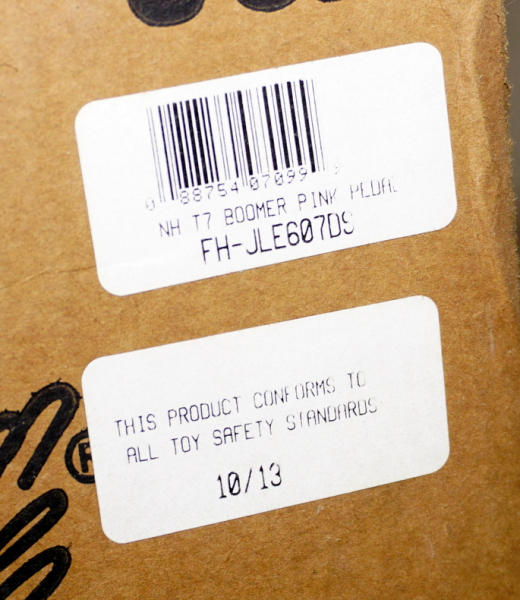 0 88754 07099 9
NH T7 BOOMER PINK PEDAL
FH-JLE607DS
THIS PRODUCT CONFORMS TO
ALL TOY SAFETY STANDARDS
10/13
®